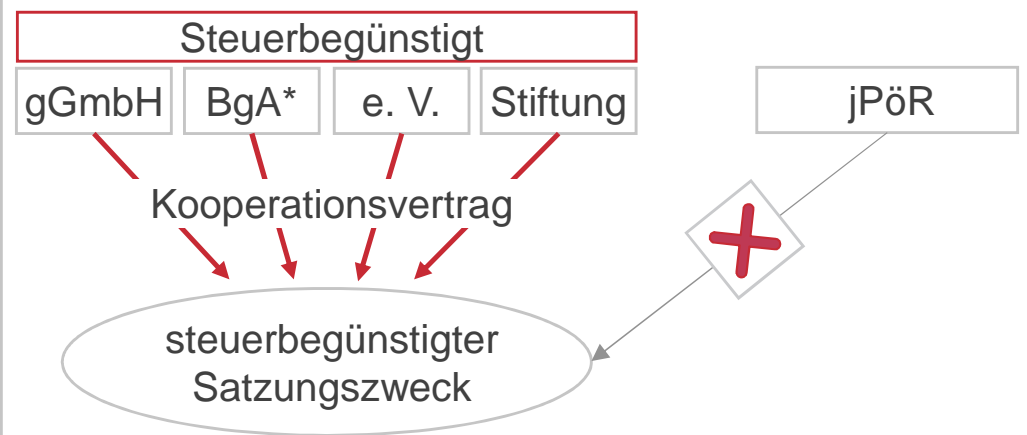 Steuerbegünstigt
gGmbH BgA* e. V. Stiftung jPöR
Kooperationsvertrag
steuerbegünstigter
Satzungszweck